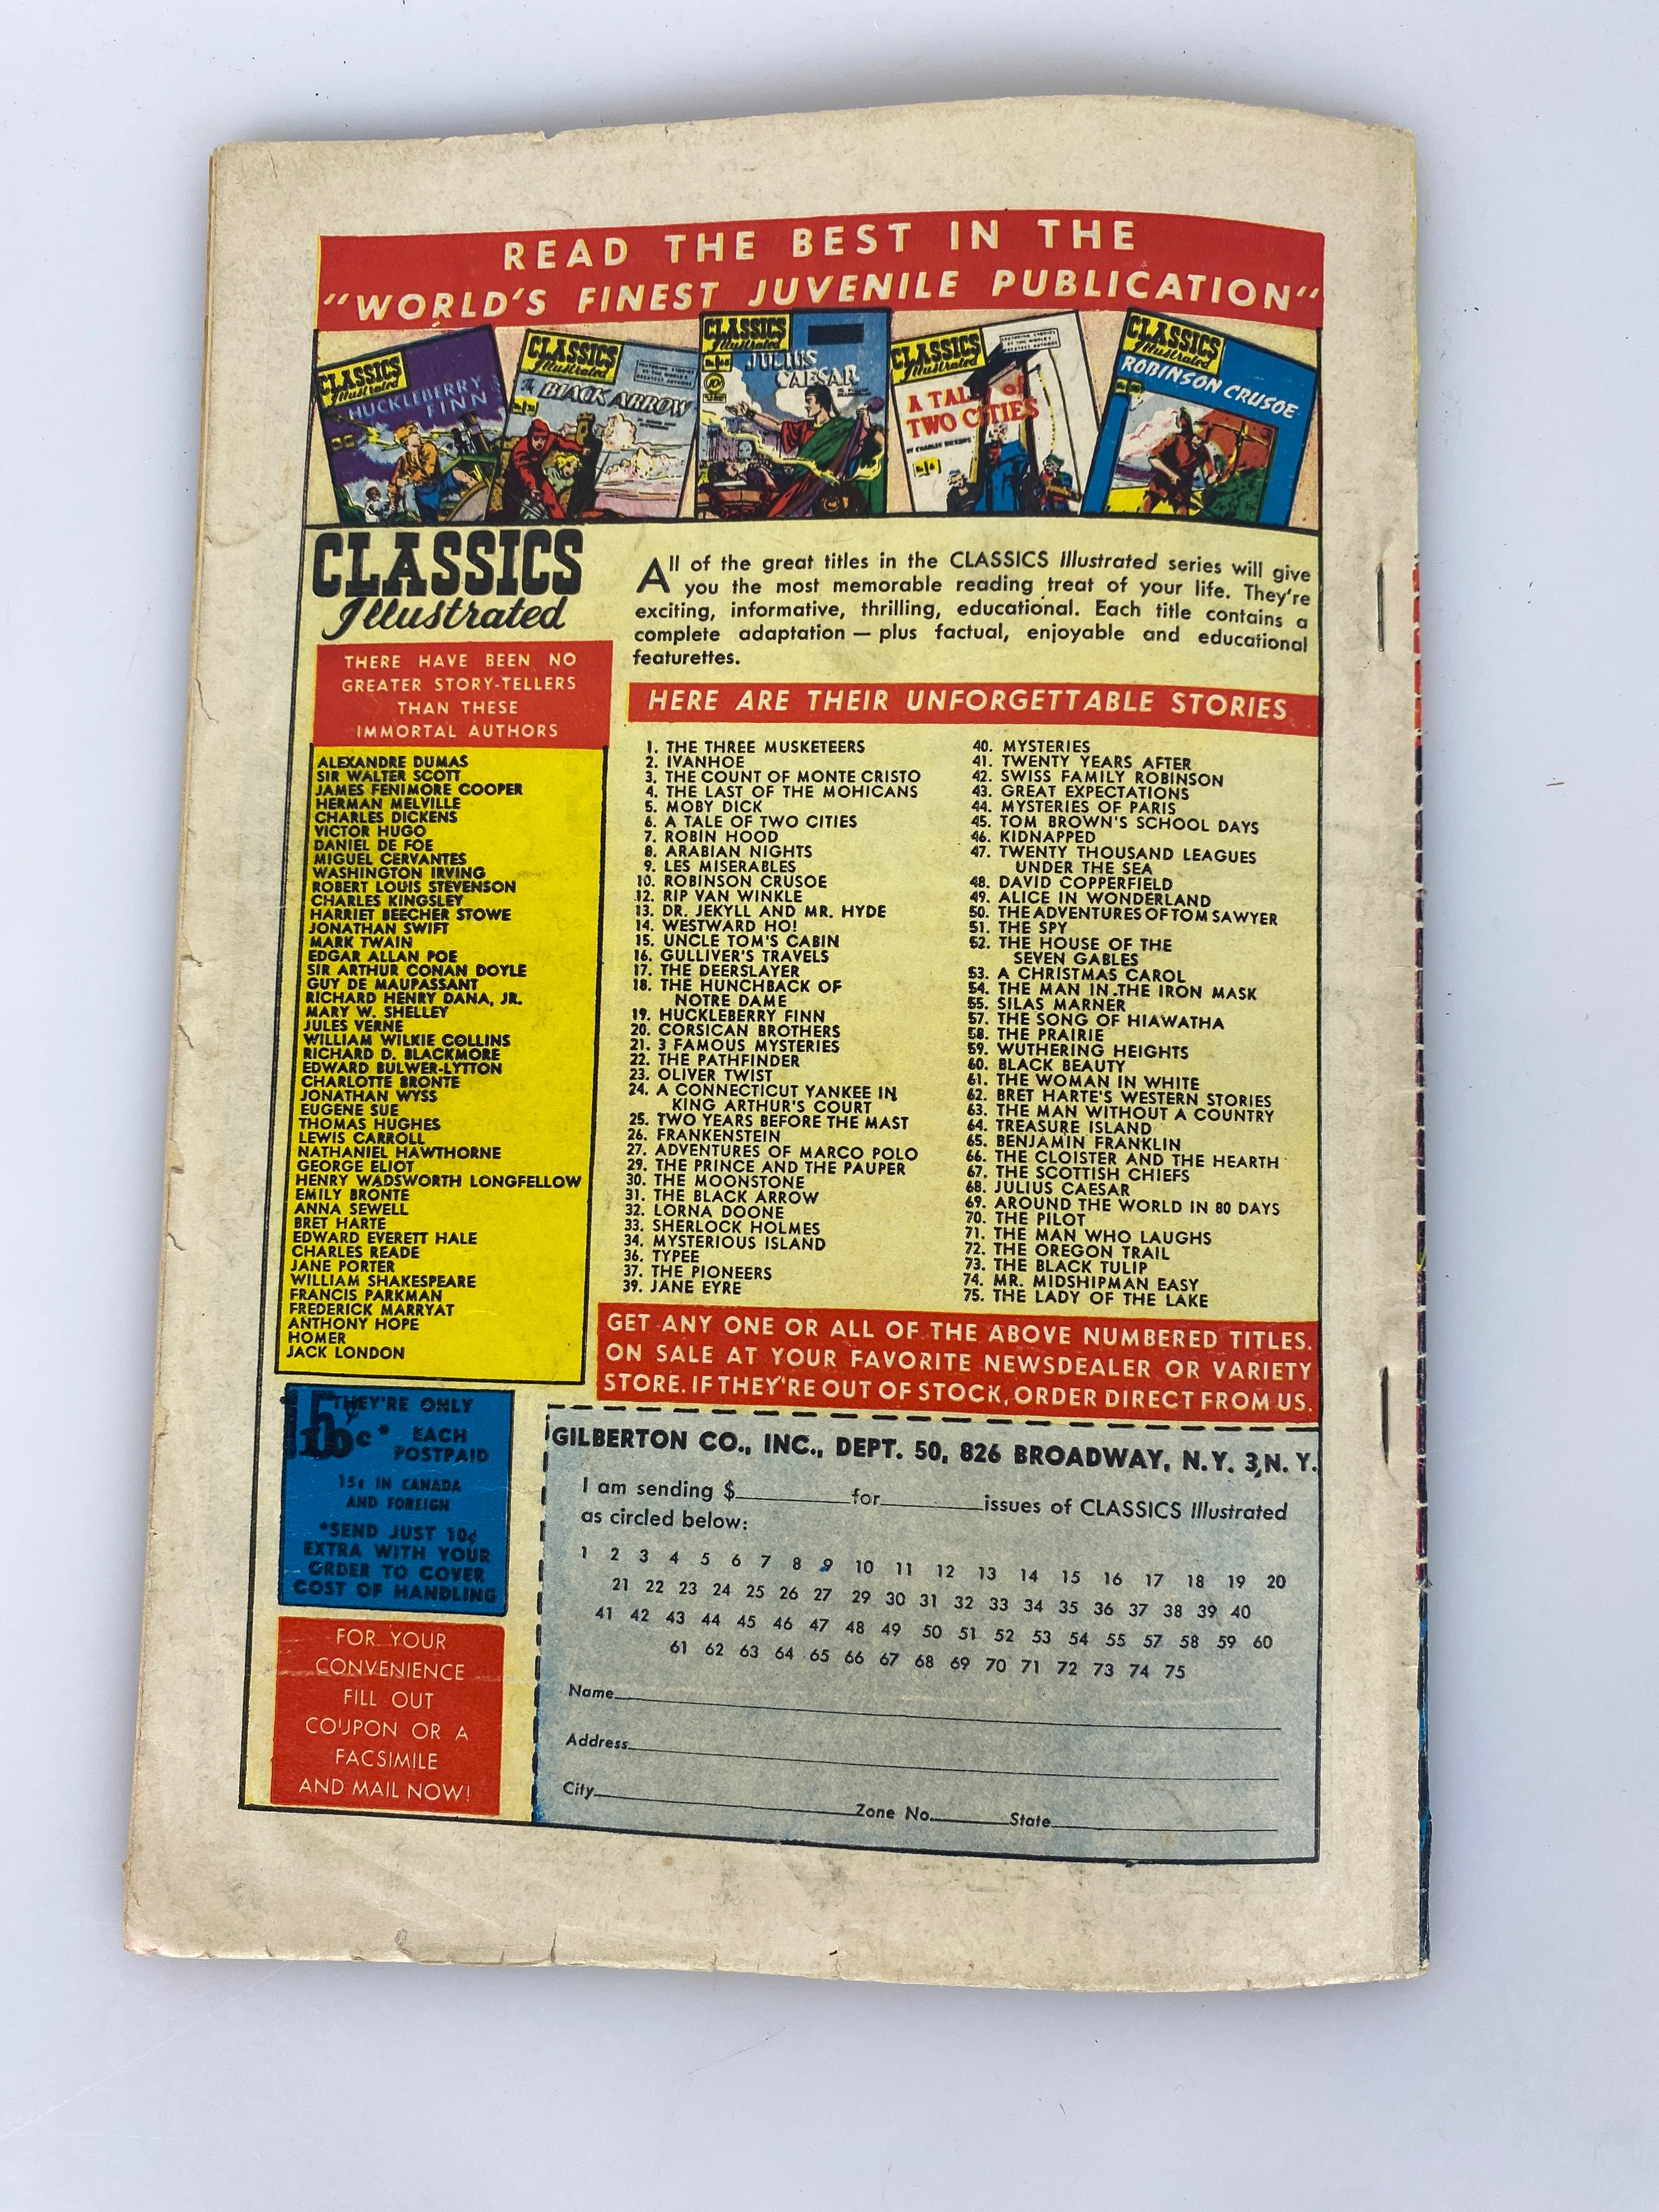 READ THE BEST IN THE
"WORLD'S FINEST JUVENILE PUBLICATION"
CLASSICS
Illustrated
HUCKLEBERRY
FINN
CLASSICS
Illustrated
The
BLACK ARROW
CLASSICS
Illustrated
JULIUS
CAESAR
10¢
CLASSICS
Illustrated
A TALE of
TWO CITIES
BY CHARLES DICKENS
CLASSICS
Illustrated
ROBINSON CRUSOE
CLASSICS
Illustrated
All of the great titles in the CLASSICS Illustrated series will give
you the most memorable reading treat of your life. They're
exciting, informative, thrilling, educational. Each title contains a
complete adaptation — plus factual, enjoyable and educational
featurettes.
THERE HAVE BEEN NO
GREATER STORY-TELLERS
THAN THESE
IMMORTAL AUTHORS
ALEXANDRE DUMAS
SIR WALTER SCOTT
JAMES FENIMORE COOPER
HERMAN MELVILLE
CHARLES DICKENS
VICTOR HUGO
DANIEL DE FOE
MIGUEL CERVANTES
WASHINGTON IRVING
ROBERT LOUIS STEVENSON
CHARLES KINGSLEY
HARRIET BEECHER STOWE
JONATHAN SWIFT
MARK TWAIN
EDGAR ALLAN POE
SIR ARTHUR CONAN DOYLE
GUY DE MAUPASSANT
RICHARD HENRY DANA, JR.
MARY W. SHELLEY
JULES VERNE
WILLIAM WILKIE COLLINS
RICHARD D. BLACKMORE
EDWARD BULWER-LYTTON
CHARLOTTE BRONTE
JONATHAN WYSS
EUGENE SUE
THOMAS HUGHES
LEWIS CARROLL
NATHANIEL HAWTHORNE
GEORGE ELIOT
HENRY WADSWORTH LONGFELLOW
EMILY BRONTE
ANNA SEWELL
BRET HARTE
EDWARD EVERETT HALE
CHARLES READE
JANE PORTER
WILLIAM SHAKESPEARE
FRANCIS PARKMAN
FREDERICK MARRYAT
ANTHONY HOPE
HOMER
JACK LONDON
HERE ARE THEIR UNFORGETTABLE STORIES
1. THE THREE MUSKETEERS
2. IVANHOE
3. THE COUNT OF MONTE CRISTO
4. THE LAST OF THE MOHICANS
5. MOBY DICK
6. A TALE OF TWO CITIES
7. ROBIN HOOD
8. ARABIAN NIGHTS
9. LES MISERABLES
10. ROBINSON CRUSOE
12. RIP VAN WINKLE
13. DR. JEKYLL AND MR. HYDE
14. WESTWARD HO!
15. UNCLE TOM'S CABIN
16. GULLIVER'S TRAVELS
17. THE DEERSLAYER
18. THE HUNCHBACK OF
NOTRE DAME
19. HUCKLEBERRY FINN
20. CORSICAN BROTHERS
21. 3 FAMOUS MYSTERIES
22. THE PATHFINDER
23. OLIVER TWIST
24. A CONNECTICUT YANKEE IN
KING ARTHUR'S COURT
25. TWO YEARS BEFORE THE MAST
26. FRANKENSTEIN
27. ADVENTURES OF MARCO POLO
29. THE PRINCE AND THE PAUPER
30. THE MOONSTONE
31. THE BLACK ARROW
32. LORNA DOONE
33. SHERLOCK HOLMES
34. MYSTERIOUS ISLAND
36. TYPEE
37. THE PIONEERS
39. JANE EYRE
40. MYSTERIES
41. TWENTY YEARS AFTER
42. SWISS FAMILY ROBINSON
43. GREAT EXPECTATIONS
44. MYSTERIES OF PARIS
45. TOM BROWN'S SCHOOL DAYS
46. KIDNAPPED
47. TWENTY THOUSAND LEAGUES
UNDER THE SEA
48. DAVID COPPERFIELD
49. ALICE IN WONDERLAND
50. THE ADVENTURES OF TOM SAWYER
51. THE SPY
52. THE HOUSE OF THE
SEVEN GABLES
53. A CHRISTMAS CAROL
54. THE MAN IN THE IRON MASK
55. SILAS MARNER
57. THE SONG OF HIAWATHA
58. THE PRAIRIE
59. WUTHERING HEIGHTS
60. BLACK BEAUTY
61. THE WOMAN IN WHITE
62. BRET HARTE'S WESTERN STORIES
63. THE MAN WITHOUT A COUNTRY
64. TREASURE ISLAND
65. BENJAMIN FRANKLIN
66. THE CLOISTER AND THE HEARTH
67. THE SCOTTISH CHIEFS
68. JULIUS CAESAR
69. AROUND THE WORLD IN 80 DAYS
70. THE PILOT
71. THE MAN WHO LAUGHS
72. THE OREGON TRAIL
73. THE BLACK TULIP
74. MR. MIDSHIPMAN EASY
75. THE LADY OF THE LAKE
GET ANY ONE OR ALL OF THE ABOVE NUMBERED TITLES.
ON SALE AT YOUR FAVORITE NEWSDEALER OR VARIETY
STORE. IF THEY'RE OUT OF STOCK, ORDER DIRECT FROM US.
THEY'RE ONLY
15¢
10¢* EACH
POSTPAID
15¢ IN CANADA
AND FOREIGN
*SEND JUST 10¢
EXTRA WITH YOUR
ORDER TO COVER
COST OF HANDLING
FOR YOUR
CONVENIENCE
FILL OUT
COUPON OR A
FACSIMILE
AND MAIL NOW!
GILBERTON CO., INC., DEPT. 50, 826 BROADWAY, N. Y. 3, N. Y.
I am sending $ for issues of CLASSICS Illustrated
as circled below:
1 2 3 4 5 6 7 8 9 10 11 12 13 14 15 16 17 18 19 20
21 22 23 24 25 26 27 29 30 31 32 33 34 35 36 37 38 39 40
41 42 43 44 45 46 47 48 49 50 51 52 53 54 55 57 58 59 60
61 62 63 64 65 66 67 68 69 70 71 72 73 74 75
Name
Address
City Zone No. State